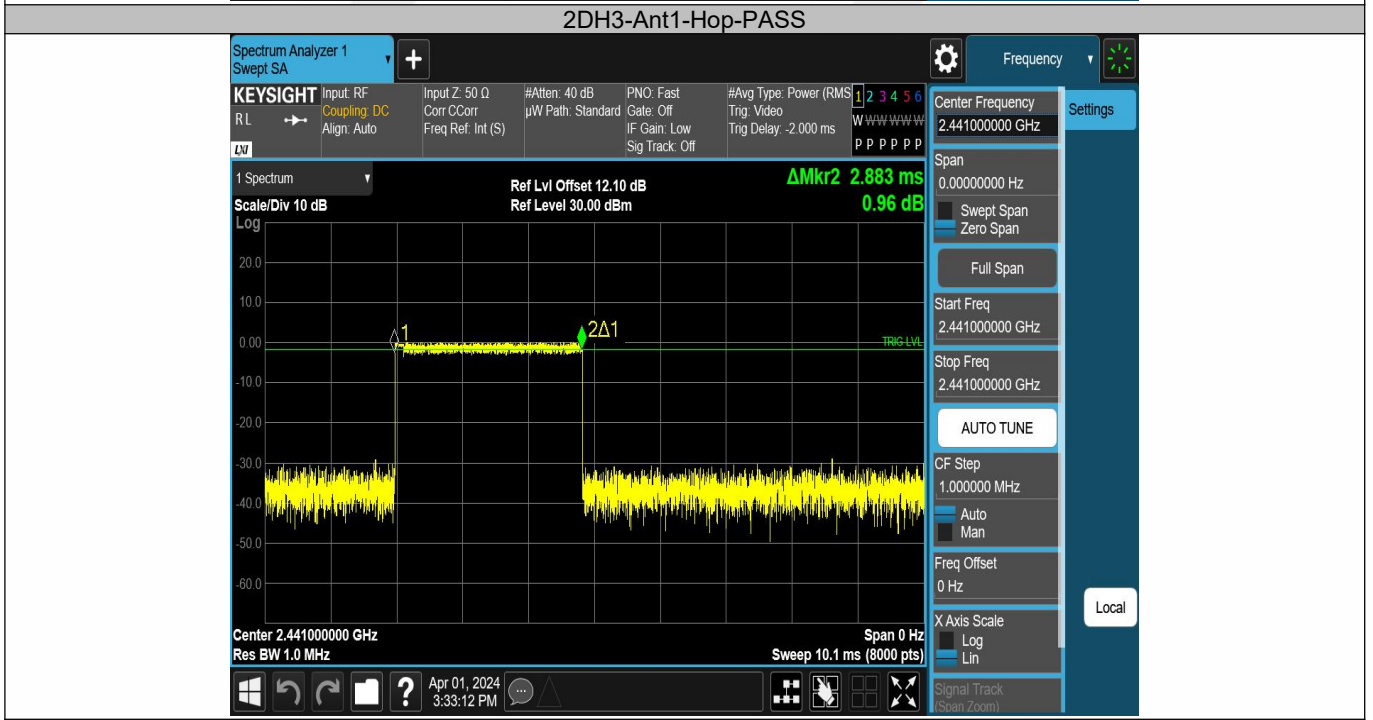 2DH3-Ant1-Hop-PASS
Spectrum Analyzer 1
Swept SA
+
Frequency
KEYSIGHT
RL
LXI
Input: RF
Coupling: DC
Align: Auto
Input Z: 50 Ω
Corr CCorr
Freq Ref: Int (S)
#Atten: 40 dB
µW Path: Standard
PNO: Fast
Gate: Off
IF Gain: Low
Sig Track: Off
#Avg Type: Power (RMS
Trig: Video
Trig Delay: -2.000 ms
1 2 3 4 5 6
W W W W W W
P P P P P P
1 Spectrum
Scale/Div 10 dB
Log
Ref Lvl Offset 12.10 dB
Ref Level 30.00 dBm
ΔMkr2 2.883 ms
0.96 dB
20.0
10.0
0.00
-10.0
-20.0
-30.0
-40.0
-50.0
-60.0
1
2Δ1
TRIG LVL
Center 2.441000000 GHz
Res BW 1.0 MHz
Span 0 Hz
Sweep 10.1 ms (8000 pts)
Center Frequency
2.441000000 GHz
Settings
Span
0.00000000 Hz
Swept Span
Zero Span
Full Span
Start Freq
2.441000000 GHz
Stop Freq
2.441000000 GHz
AUTO TUNE
CF Step
1.000000 MHz
Auto
Man
Freq Offset
0 Hz
X Axis Scale
Log
Lin
Signal Track
(Span Zoom)
Local
?
Apr 01, 2024
3:33:12 PM